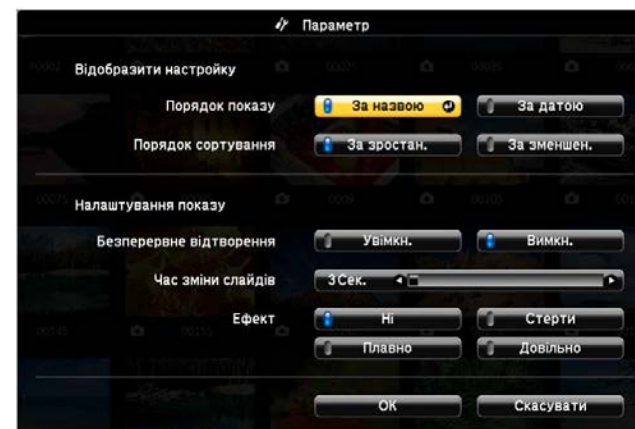 Параметр
Відобразити настройку
Порядок показу За назвою За датою
Порядок сортування За зростан. За зменшен.
Налаштування показу
Безперервне відтворення Увімкн. Вимкн.
Час зміни слайдів 3Сек.
Ефект Ні Стерти
Плавно Довільно
OK Скасувати